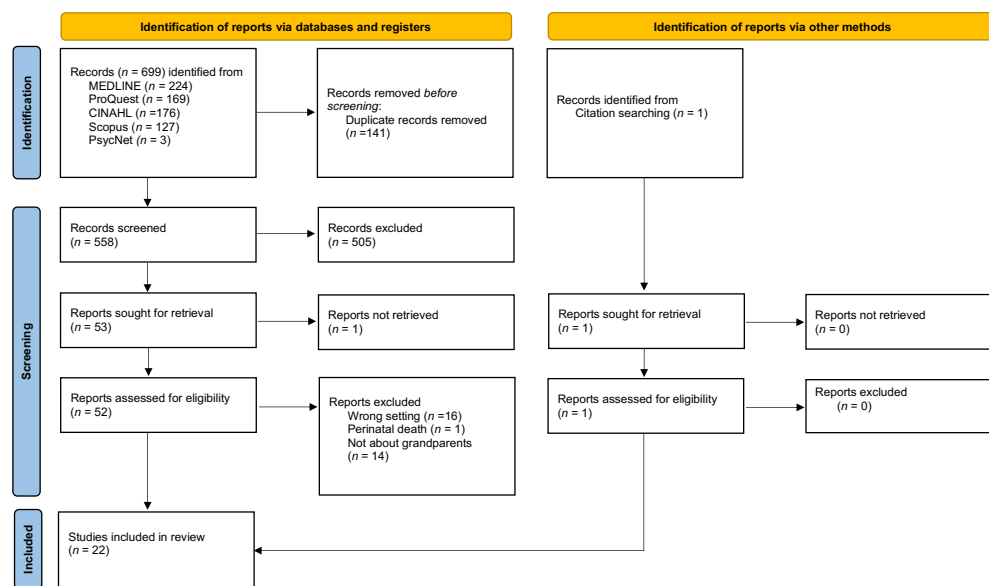 Identification of reports via databases and registers
Identification of reports via other methods
Identification
Records (n = 699) identified from
MEDLINE (n = 224)
ProQuest (n = 169)
CINAHL (n =176)
Scopus (n = 127)
PsycNet (n = 3)
Records removed before
screening:
Duplicate records removed
(n =141)
Records identified from
Citation searching (n = 1)
Screening
Records screened
(n = 558)
Records excluded
(n = 505)
Reports sought for retrieval
(n = 53)
Reports not retrieved
(n = 1)
Reports sought for retrieval
(n = 1)
Reports not retrieved
(n = 0)
Reports assessed for eligibility
(n = 52)
Reports excluded
Wrong setting (n =16)
Perinatal death (n = 1)
Not about grandparents
(n = 14)
Reports assessed for eligibility
(n = 1)
Reports excluded
(n = 0)
Included
Studies included in review
(n = 22)